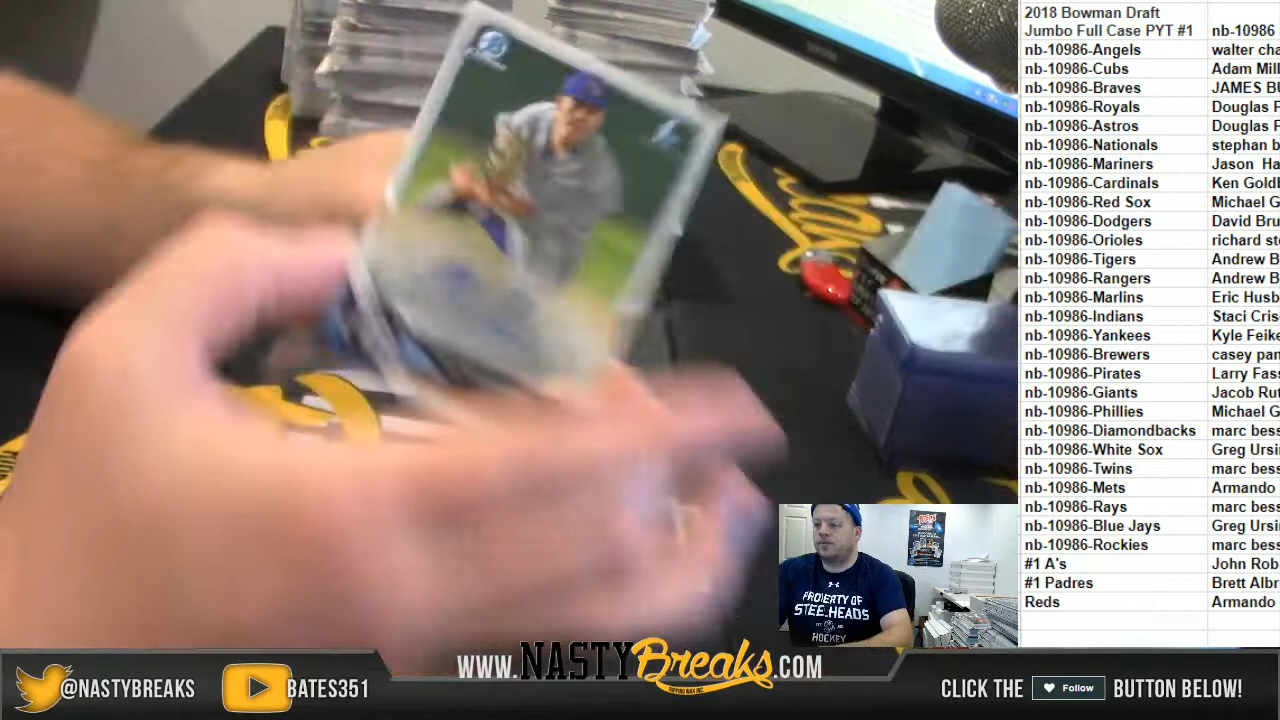 2018 Bowman Draft
Jumbo Full Case PYT #1 nb-10986
nb-10986-Angels walter cha
nb-10986-Cubs Adam Mill
nb-10986-Braves JAMES BU
nb-10986-Royals Douglas F
nb-10986-Astros Douglas F
nb-10986-Nationals stephan b
nb-10986-Mariners Jason Ha
nb-10986-Cardinals Ken Goldb
nb-10986-Red Sox Michael G
nb-10986-Dodgers David Bru
nb-10986-Orioles richard ste
nb-10986-Tigers Andrew B
nb-10986-Rangers Andrew B
nb-10986-Marlins Eric Husb
nb-10986-Indians Staci Cris
nb-10986-Yankees Kyle Feike
nb-10986-Brewers casey pan
nb-10986-Pirates Larry Fass
nb-10986-Giants Jacob Rut
nb-10986-Phillies Michael G
nb-10986-Diamondbacks marc bess
nb-10986-White Sox Greg Ursi
nb-10986-Twins marc bess
nb-10986-Mets Armando
nb-10986-Rays marc bess
nb-10986-Blue Jays Greg Ursi
nb-10986-Rockies marc bess
#1 A's John Rob
#1 Padres Brett Albr
Reds Armando
PROPERTY OF
STEELHEADS
HOCKEY
@NASTYBREAKS
BATES351
WWW.NASTYBreaks.COM
RIPPING WAX INC
CLICK THE Follow BUTTON BELOW!